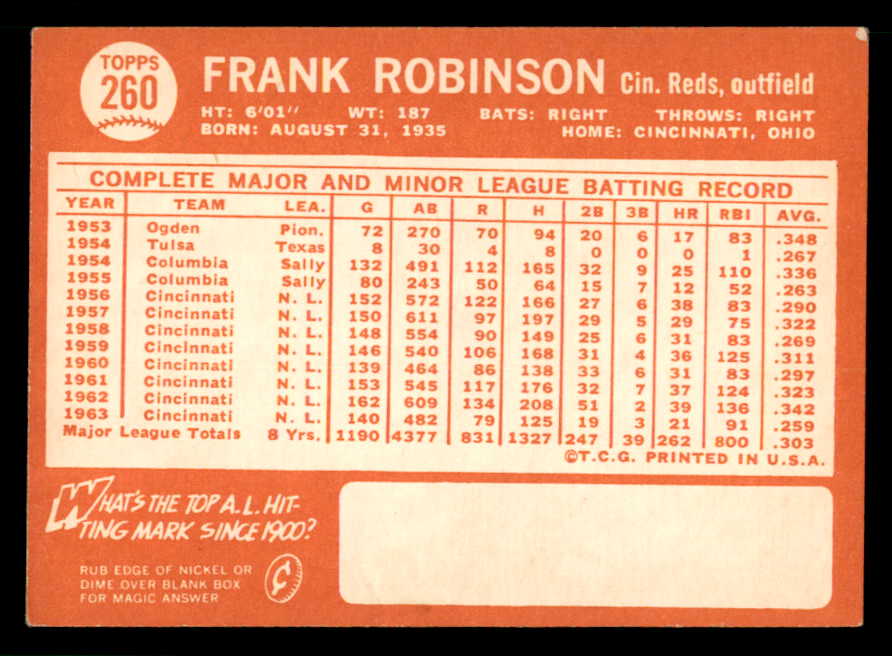 TOPPS
260
FRANK ROBINSON Cin. Reds, outfield
HT: 6'01" WT: 187 BATS: RIGHT THROWS: RIGHT
BORN: AUGUST 31, 1935 HOME: CINCINNATI, OHIO
COMPLETE MAJOR AND MINOR LEAGUE BATTING RECORD
YEAR TEAM LEA. G AB R H 2B 3B HR RBI AVG.
1953 Ogden Pion. 72 270 70 94 20 6 17 83 .348
1954 Tulsa Texas 8 30 4 8 0 0 0 1 .267
1954 Columbia Sally 132 491 112 165 32 9 25 110 .336
1955 Columbia Sally 80 243 50 64 15 7 12 52 .263
1956 Cincinnati N. L. 152 572 122 166 27 6 38 83 .290
1957 Cincinnati N. L. 150 611 97 197 29 5 29 75 .322
1958 Cincinnati N. L. 148 554 90 149 25 6 31 83 .269
1959 Cincinnati N. L. 146 540 106 168 31 4 36 125 .311
1960 Cincinnati N. L. 139 464 86 138 33 6 31 83 .297
1961 Cincinnati N. L. 153 545 117 176 32 7 37 124 .323
1962 Cincinnati N. L. 162 609 134 208 51 2 39 136 .342
1963 Cincinnati N. L. 140 482 79 125 19 3 21 91 .259
Major League Totals 8 Yrs. 1190 4377 831 1327 247 39 262 800 .303
©T.C.G. PRINTED IN U.S.A.
WHAT'S THE TOP A.L. HIT-
TING MARK SINCE 1900?
RUB EDGE OF NICKEL OR
DIME OVER BLANK BOX
FOR MAGIC ANSWER
¢